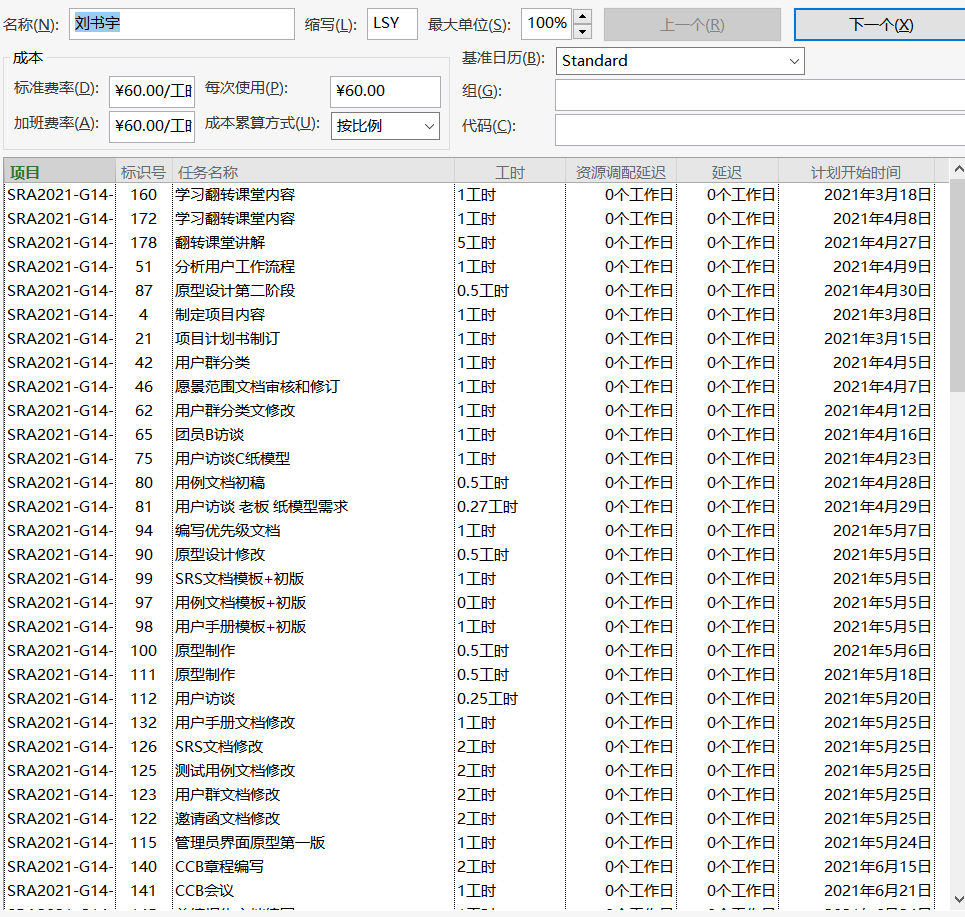 名称(N): 刘书宇 缩写(L): LSY 最大单位(S): 100% 上一个(R) 下一个(X)
成本 基准日历(B): Standard
标准费率(D): ¥60.00/工时 每次使用(P): ¥60.00 组(G):
加班费率(A): ¥60.00/工时 成本累算方式(U): 按比例 代码(C):
项目 标识号 任务名称 工时 资源调配延迟 延迟 计划开始时间
SRA2021-G14- 160 学习翻转课堂内容 1工时 0个工作日 0个工作日 2021年3月18日
SRA2021-G14- 172 学习翻转课堂内容 1工时 0个工作日 0个工作日 2021年4月8日
SRA2021-G14- 178 翻转课堂讲解 5工时 0个工作日 0个工作日 2021年4月27日
SRA2021-G14- 51 分析用户工作流程 1工时 0个工作日 0个工作日 2021年4月9日
SRA2021-G14- 87 原型设计第二阶段 0.5工时 0个工作日 0个工作日 2021年4月30日
SRA2021-G14- 4 制定项目内容 1工时 0个工作日 0个工作日 2021年3月8日
SRA2021-G14- 21 项目计划书制订 1工时 0个工作日 0个工作日 2021年3月15日
SRA2021-G14- 42 用户群分类 1工时 0个工作日 0个工作日 2021年4月5日
SRA2021-G14- 46 愿景范围文档审核和修订 1工时 0个工作日 0个工作日 2021年4月7日
SRA2021-G14- 62 用户群分类文修改 1工时 0个工作日 0个工作日 2021年4月12日
SRA2021-G14- 65 团员B访谈 1工时 0个工作日 0个工作日 2021年4月16日
SRA2021-G14- 75 用户访谈C纸模型 1工时 0个工作日 0个工作日 2021年4月23日
SRA2021-G14- 80 用例文档初稿 0.5工时 0个工作日 0个工作日 2021年4月28日
SRA2021-G14- 81 用户访谈 老板 纸模型需求 0.27工时 0个工作日 0个工作日 2021年4月29日
SRA2021-G14- 94 编写优先级文档 1工时 0个工作日 0个工作日 2021年5月7日
SRA2021-G14- 90 原型设计修改 0.5工时 0个工作日 0个工作日 2021年5月5日
SRA2021-G14- 99 SRS文档模板+初版 1工时 0个工作日 0个工作日 2021年5月5日
SRA2021-G14- 97 用例文档模板+初版 0工时 0个工作日 0个工作日 2021年5月5日
SRA2021-G14- 98 用户手册模板+初版 1工时 0个工作日 0个工作日 2021年5月5日
SRA2021-G14- 100 原型制作 0.5工时 0个工作日 0个工作日 2021年5月6日
SRA2021-G14- 111 原型制作 0.5工时 0个工作日 0个工作日 2021年5月18日
SRA2021-G14- 112 用户访谈 0.25工时 0个工作日 0个工作日 2021年5月20日
SRA2021-G14- 132 用户手册文档修改 1工时 0个工作日 0个工作日 2021年5月25日
SRA2021-G14- 126 SRS文档修改 2工时 0个工作日 0个工作日 2021年5月25日
SRA2021-G14- 125 测试用例文档修改 2工时 0个工作日 0个工作日 2021年5月25日
SRA2021-G14- 123 用户群文档修改 2工时 0个工作日 0个工作日 2021年5月25日
SRA2021-G14- 122 邀请函文档修改 2工时 0个工作日 0个工作日 2021年5月25日
SRA2021-G14- 115 管理员界面原型第一版 1工时 0个工作日 0个工作日 2021年5月24日
SRA2021-G14- 140 CCB章程编写 2工时 0个工作日 0个工作日 2021年6月15日
SRA2021-G14- 141 CCB会议 1工时 0个工作日 0个工作日 2021年6月21日